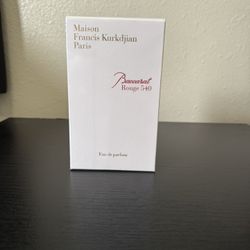 Maison
Francis Kurkdjian
Paris
Baccarat
Rouge 540
Eau de parfum